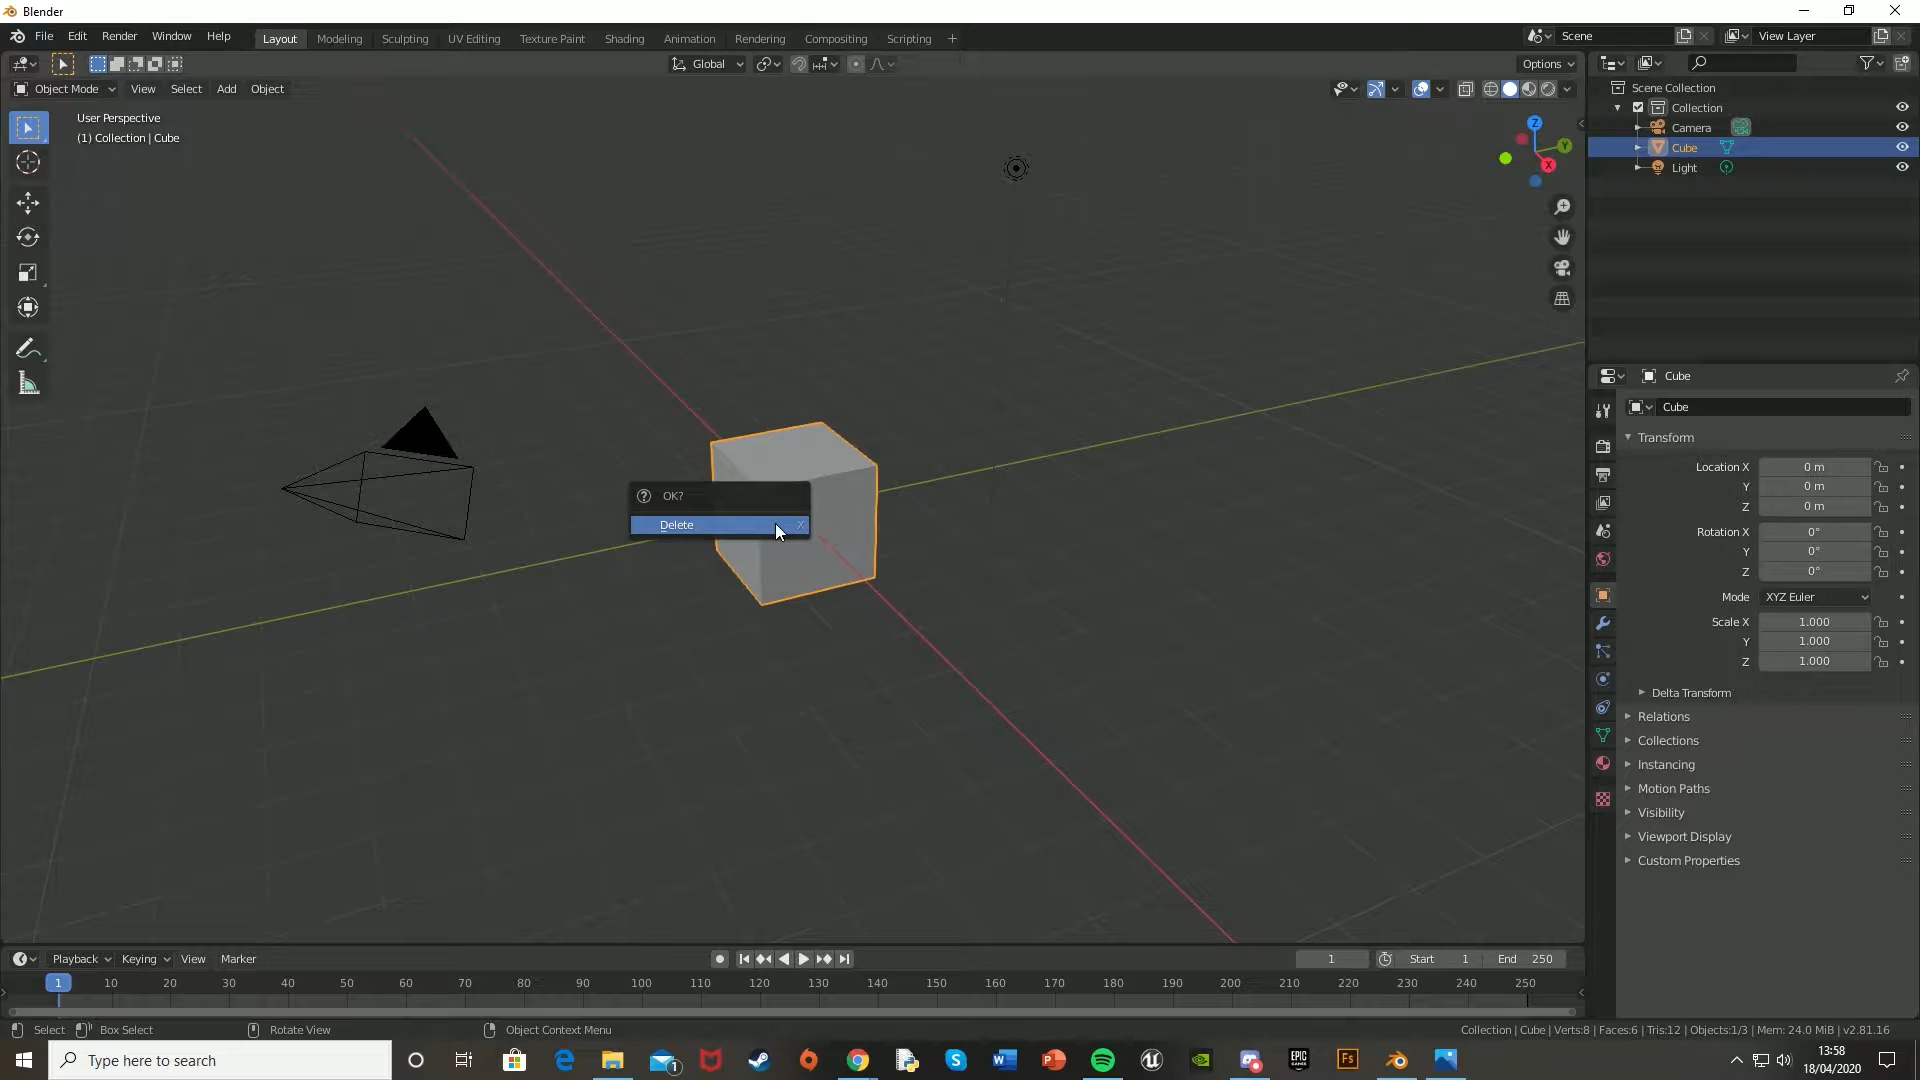 Blender
File Edit Render Window Help Layout Modeling Sculpting UV Editing Texture Paint Shading Animation Rendering Compositing Scripting + Scene View Layer
Global Options
Object Mode View Select Add Object
User Perspective
(1) Collection | Cube
Z
Y
X
OK?
Delete X
Scene Collection
Collection
Camera
Cube
Light
Cube
Cube
Transform
Location X 0 m
Y 0 m
Z 0 m
Rotation X 0°
Y 0°
Z 0°
Mode XYZ Euler
Scale X 1.000
Y 1.000
Z 1.000
Delta Transform
Relations
Collections
Instancing
Motion Paths
Visibility
Viewport Display
Custom Properties
Playback Keying View Marker 1 Start 1 End 250
1 10 20 30 40 50 60 70 80 90 100 110 120 130 140 150 160 170 180 190 200 210 220 230 240 250
Select Box Select Rotate View Object Context Menu Collection | Cube | Verts:8 | Faces:6 | Tris:12 | Objects:1/3 | Mem: 24.0 MiB | v2.81.16
Type here to search
1
EPIC
GAMES
Fs
13:58
18/04/2020